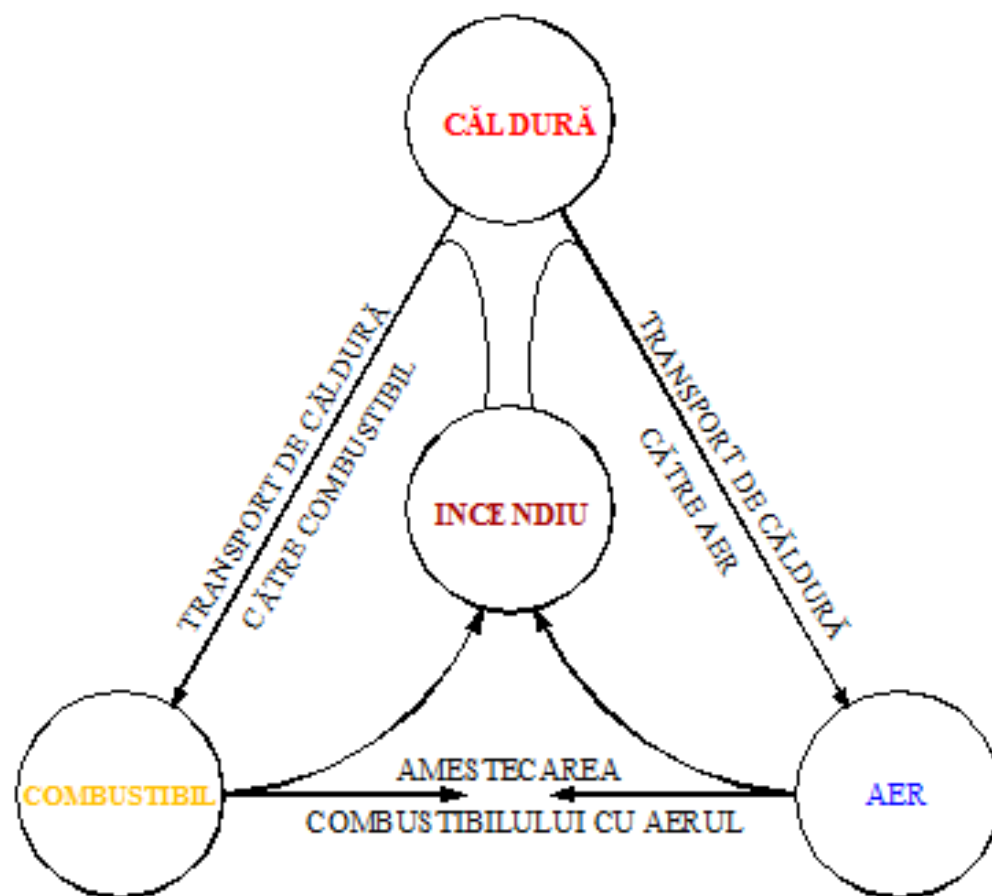 CĂLDURĂ
TRANSPORT DE CĂLDURĂ
CĂTRE COMBUSTIBIL
TRANSPORT DE CĂLDURĂ
CĂTRE AER
INCENDIU
COMBUSTIBIL
AMESTECAREA
COMBUSTIBILULUI CU AERUL
AER